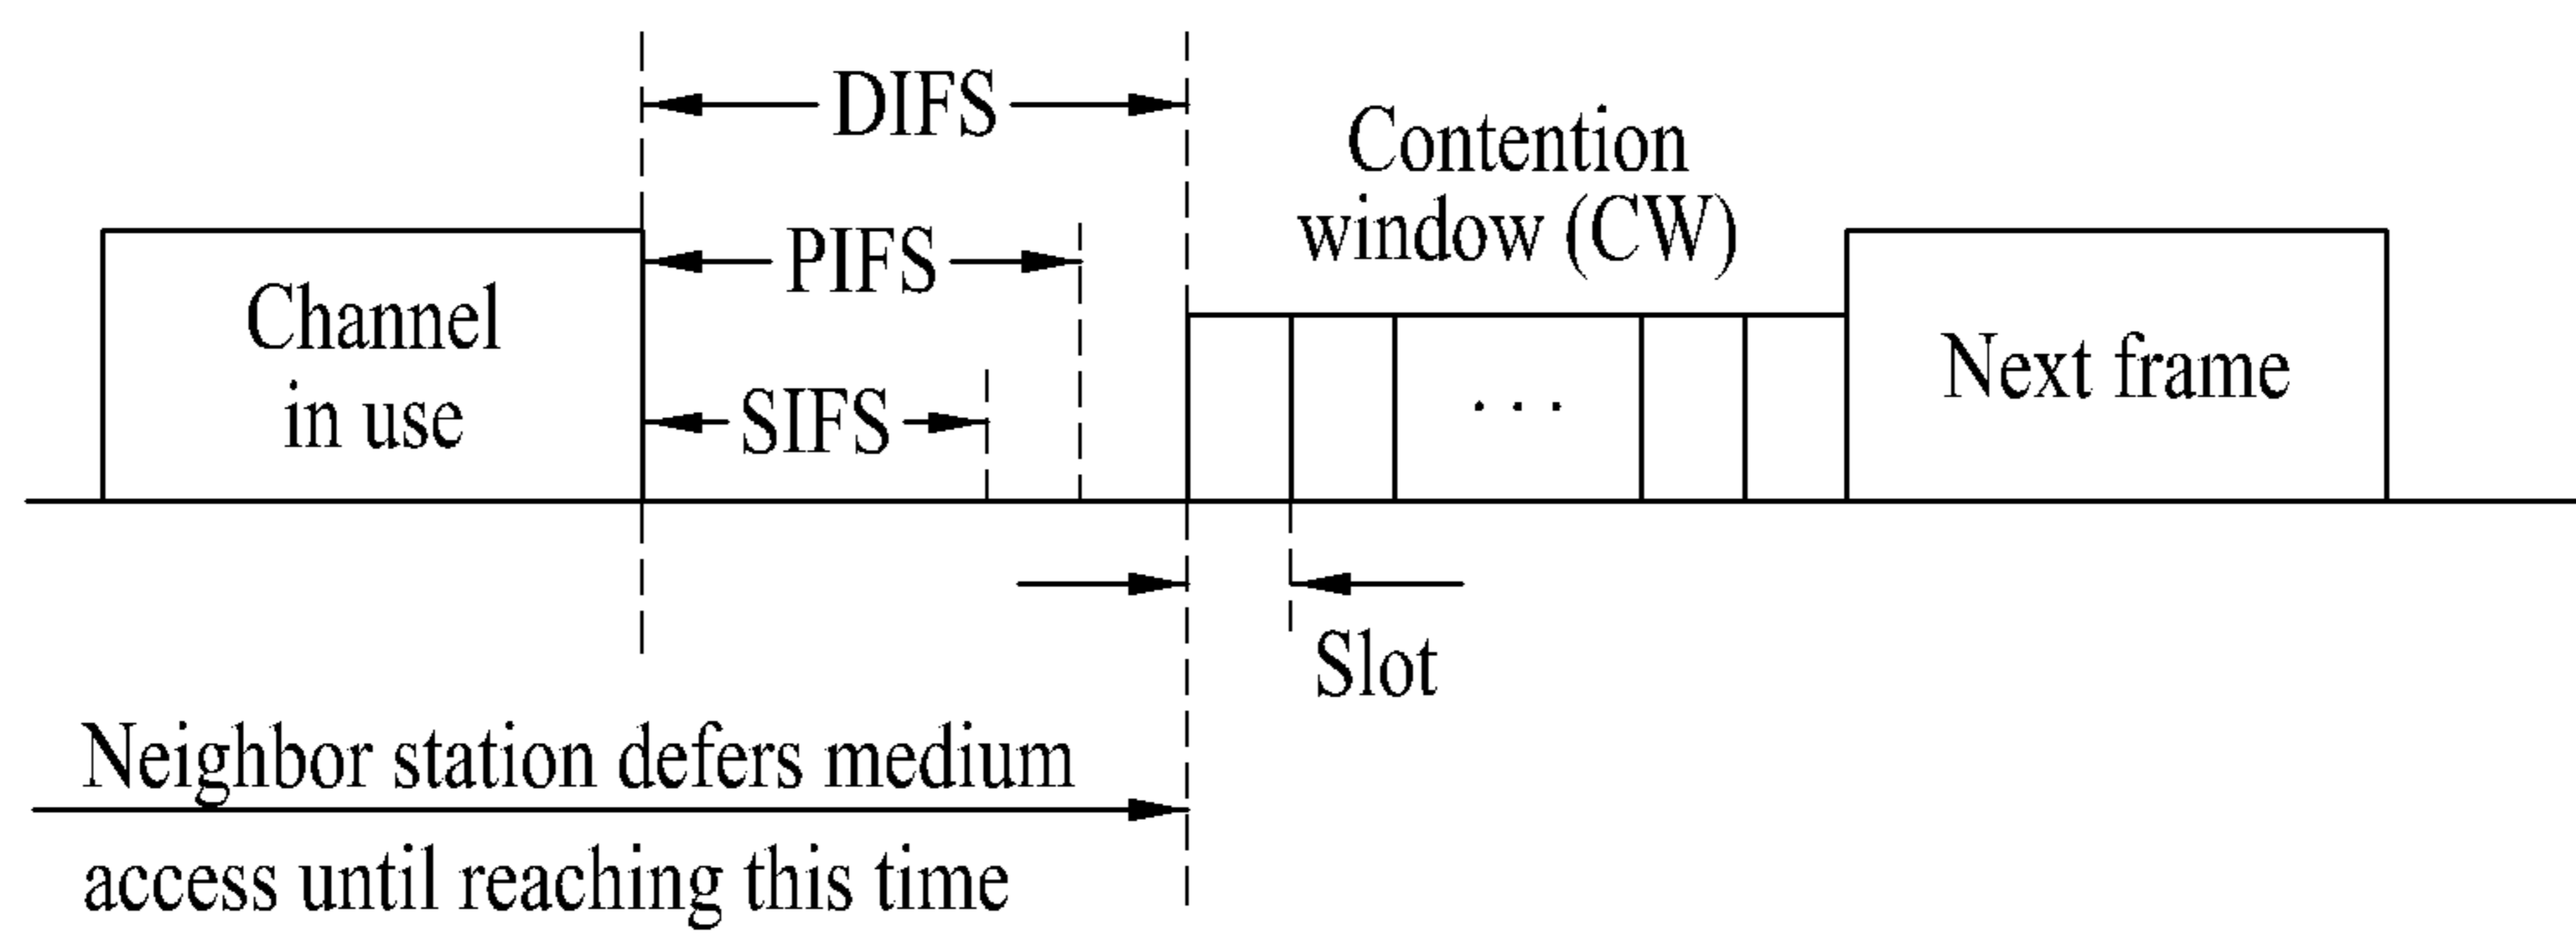 DIFS
Contention
window (CW)
PIFS
Channel
in use
SIFS
. . .
Next frame
Slot
Neighbor station defers medium
access until reaching this time